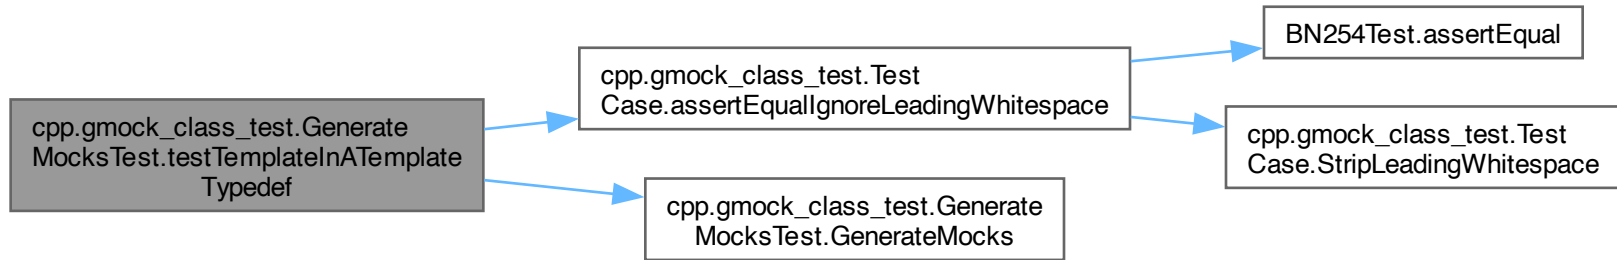 cpp.gmock_class_test.Generate
MocksTest.testTemplateInATemplate
Typedef
cpp.gmock_class_test.Test
Case.assertEqualIgnoreLeadingWhitespace
cpp.gmock_class_test.Generate
MocksTest.GenerateMocks
BN254Test.assertEqual
cpp.gmock_class_test.Test
Case.StripLeadingWhitespace